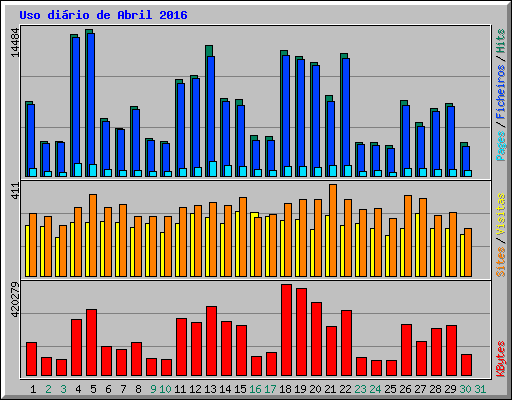 Uso diário de Abril 2016
14484
Pages / Ficheiros / Hits
411
Sites / Visitas
420279
KBytes
1 2 3 4 5 6 7 8 9 10 11 12 13 14 15 16 17 18 19 20 21 22 23 24 25 26 27 28 29 30 31